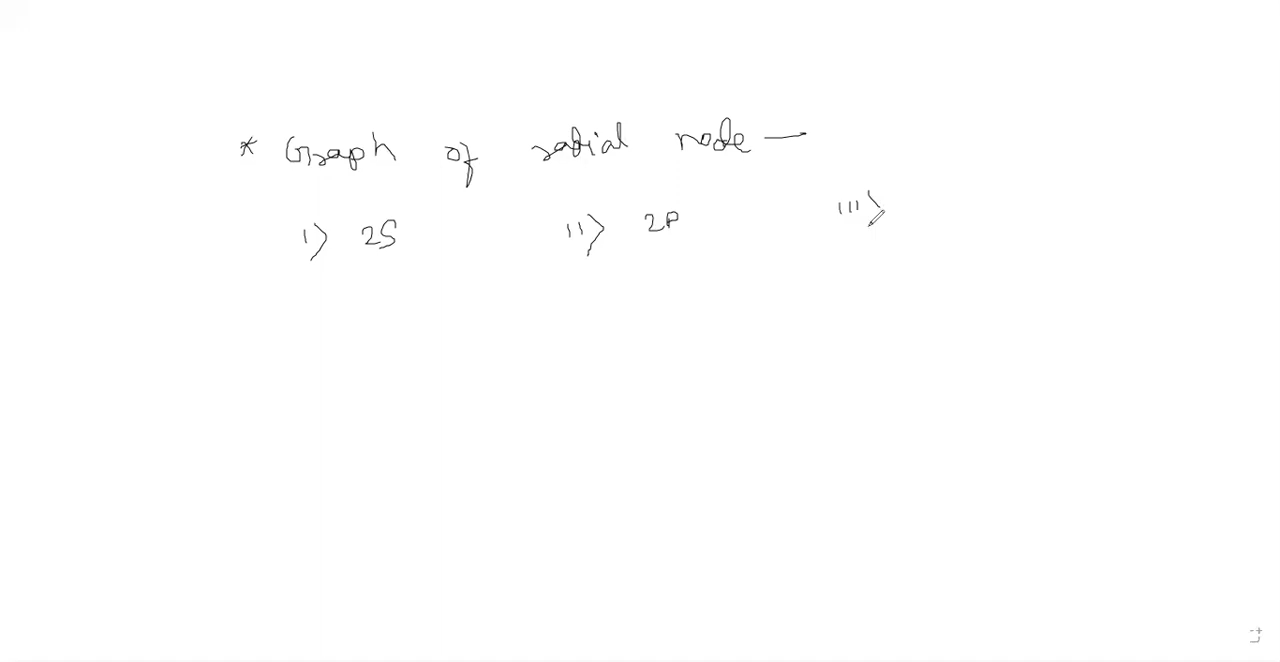 * Graph of radial node —
i) 2S ii) 2P iii)